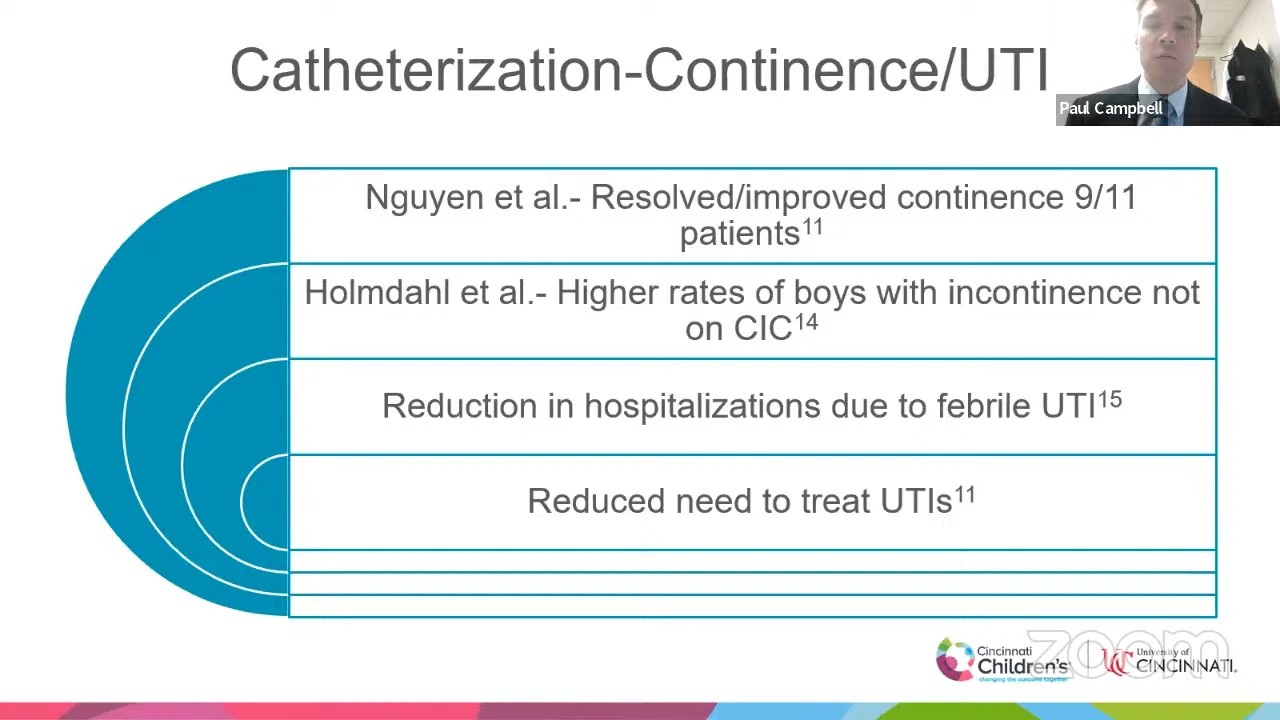 Catheterization-Continence/UTI
Paul Campbell
Nguyen et al.- Resolved/improved continence 9/11
patients11
Holmdahl et al.- Higher rates of boys with incontinence not
on CIC14
Reduction in hospitalizations due to febrile UTI15
Reduced need to treat UTIs11
zoom
Cincinnati
Children's
changing the outcome together
UC
University of
CINCINNATI